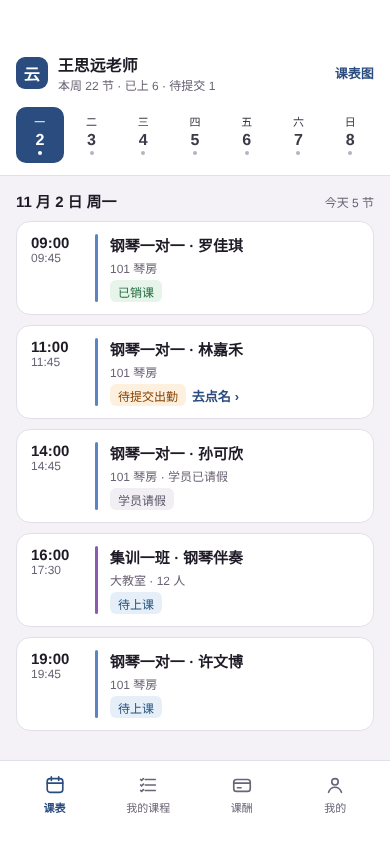 云
王思远老师
本周 22 节 · 已上 6 · 待提交 1
课表图
一 二 三 四 五 六 日
2 3 4 5 6 7 8
11 月 2 日 周一
今天 5 节
09:00
09:45
钢琴一对一 · 罗佳琪
101 琴房
已销课
11:00
11:45
钢琴一对一 · 林嘉禾
101 琴房
待提交出勤 去点名 ›
14:00
14:45
钢琴一对一 · 孙可欣
101 琴房 · 学员已请假
学员请假
16:00
17:30
集训一班 · 钢琴伴奏
大教室 · 12 人
待上课
19:00
19:45
钢琴一对一 · 许文博
101 琴房
待上课
课表 我的课程 课酬 我的